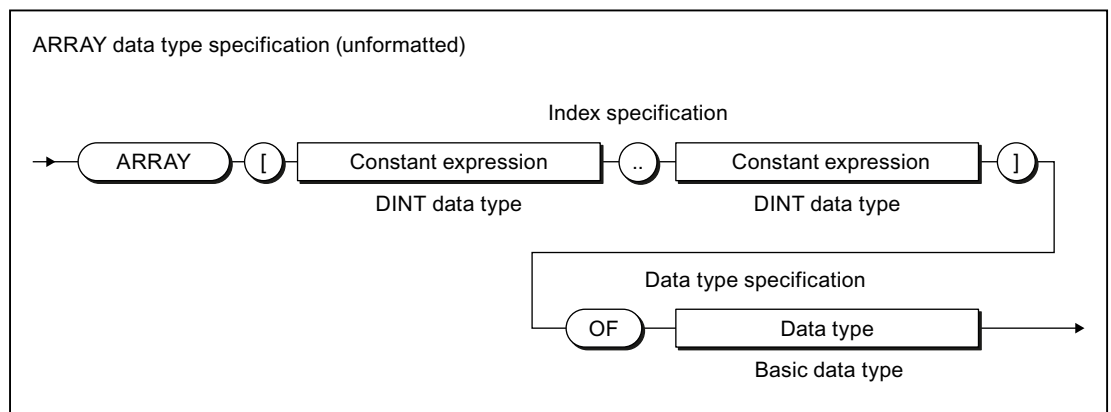 ARRAY data type specification (unformatted)
Index specification
ARRAY [ Constant expression .. Constant expression ]
DINT data type DINT data type
Data type specification
OF Data type
Basic data type